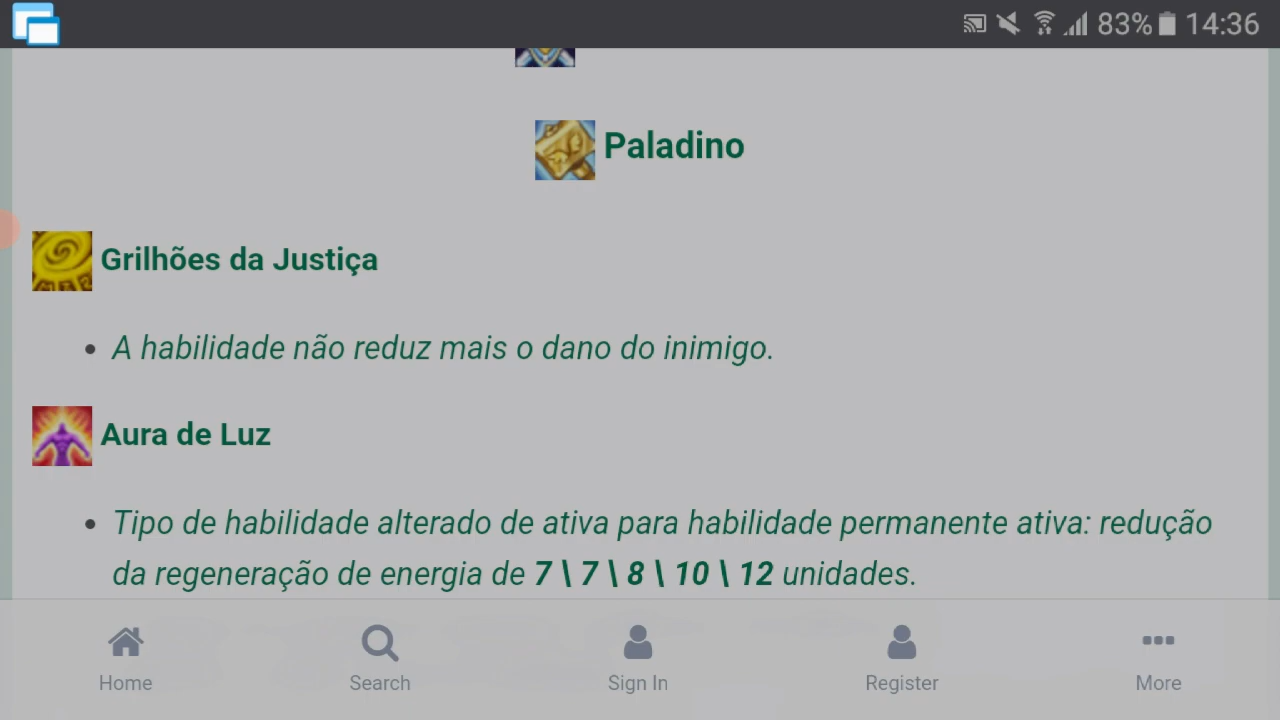 83% 14:36
Paladino
Grilhões da Justiça
• A habilidade não reduz mais o dano do inimigo.
Aura de Luz
• Tipo de habilidade alterado de ativa para habilidade permanente ativa: redução
da regeneração de energia de 7 \ 7 \ 8 \ 10 \ 12 unidades.
Home Search Sign In Register More